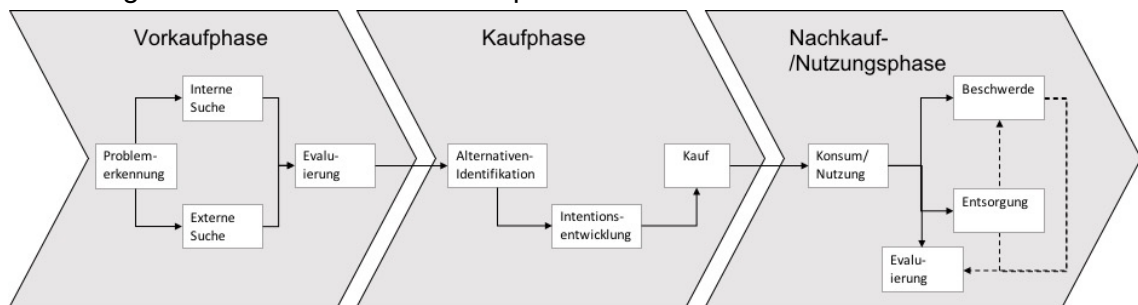 Vorkaufphase
Interne
Suche
Problem-
erkennung
Externe
Suche
Evalu-
ierung
Kaufphase
Alternativen-
Identifikation
Intentions-
entwicklung
Kauf
Nachkauf-
/Nutzungsphase
Konsum/
Nutzung
Beschwerde
Entsorgung
Evalu-
ierung